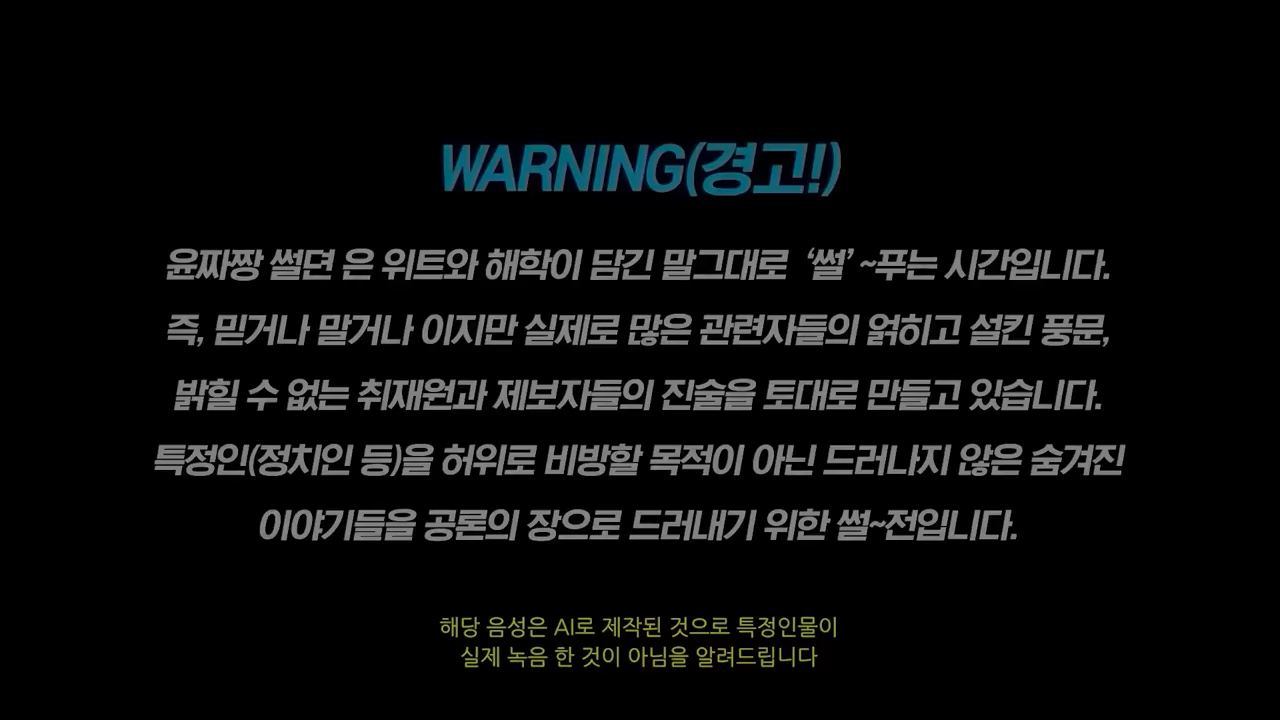 WARNING(경고!)
윤짜장 썰뎐 은 위트와 해학이 담긴 말그대로 ‘썰’ ~푸는 시간입니다.
즉, 믿거나 말거나 이지만 실제로 많은 관련자들의 얽히고 설킨 풍문,
밝힐 수 없는 취재원과 제보자들의 진술을 토대로 만들고 있습니다.
특정인(정치인 등)을 허위로 비방할 목적이 아닌 드러나지 않은 숨겨진
이야기들을 공론의 장으로 드러내기 위한 썰~전입니다.
해당 음성은 AI로 제작된 것으로 특정인물이
실제 녹음 한 것이 아님을 알려드립니다